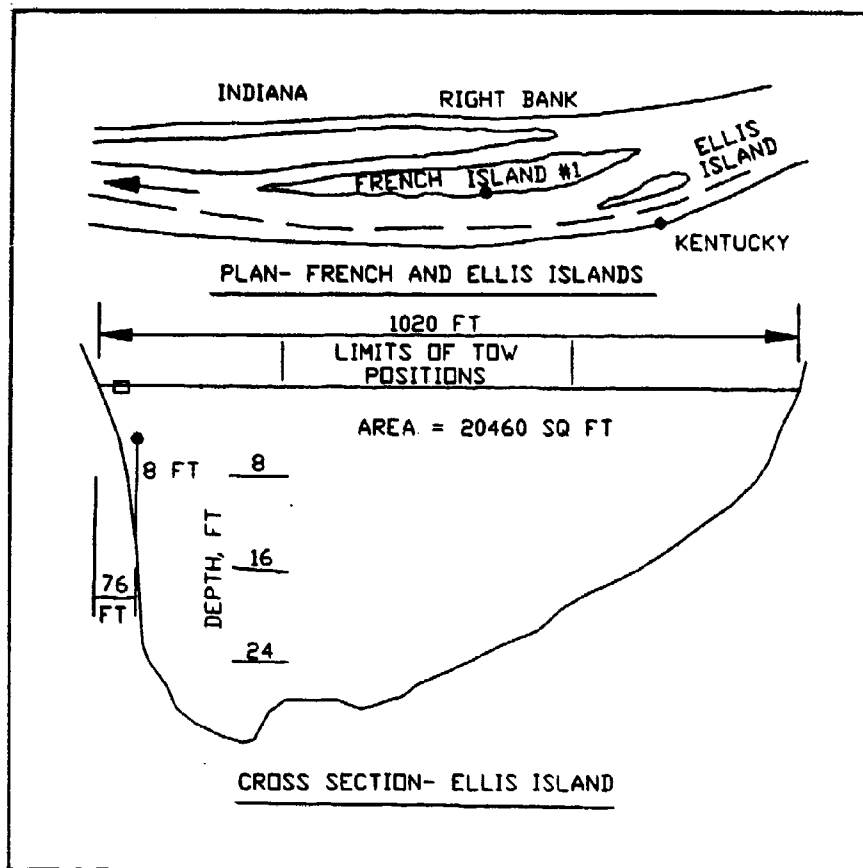 INDIANA
RIGHT BANK
ELLIS
ISLAND
FRENCH ISLAND #1
KENTUCKY
PLAN- FRENCH AND ELLIS ISLANDS
1020 FT
LIMITS OF TOW
POSITIONS
AREA = 20460 SQ FT
8 FT
8
DEPTH, FT
16
76
FT
24
CROSS SECTION- ELLIS ISLAND